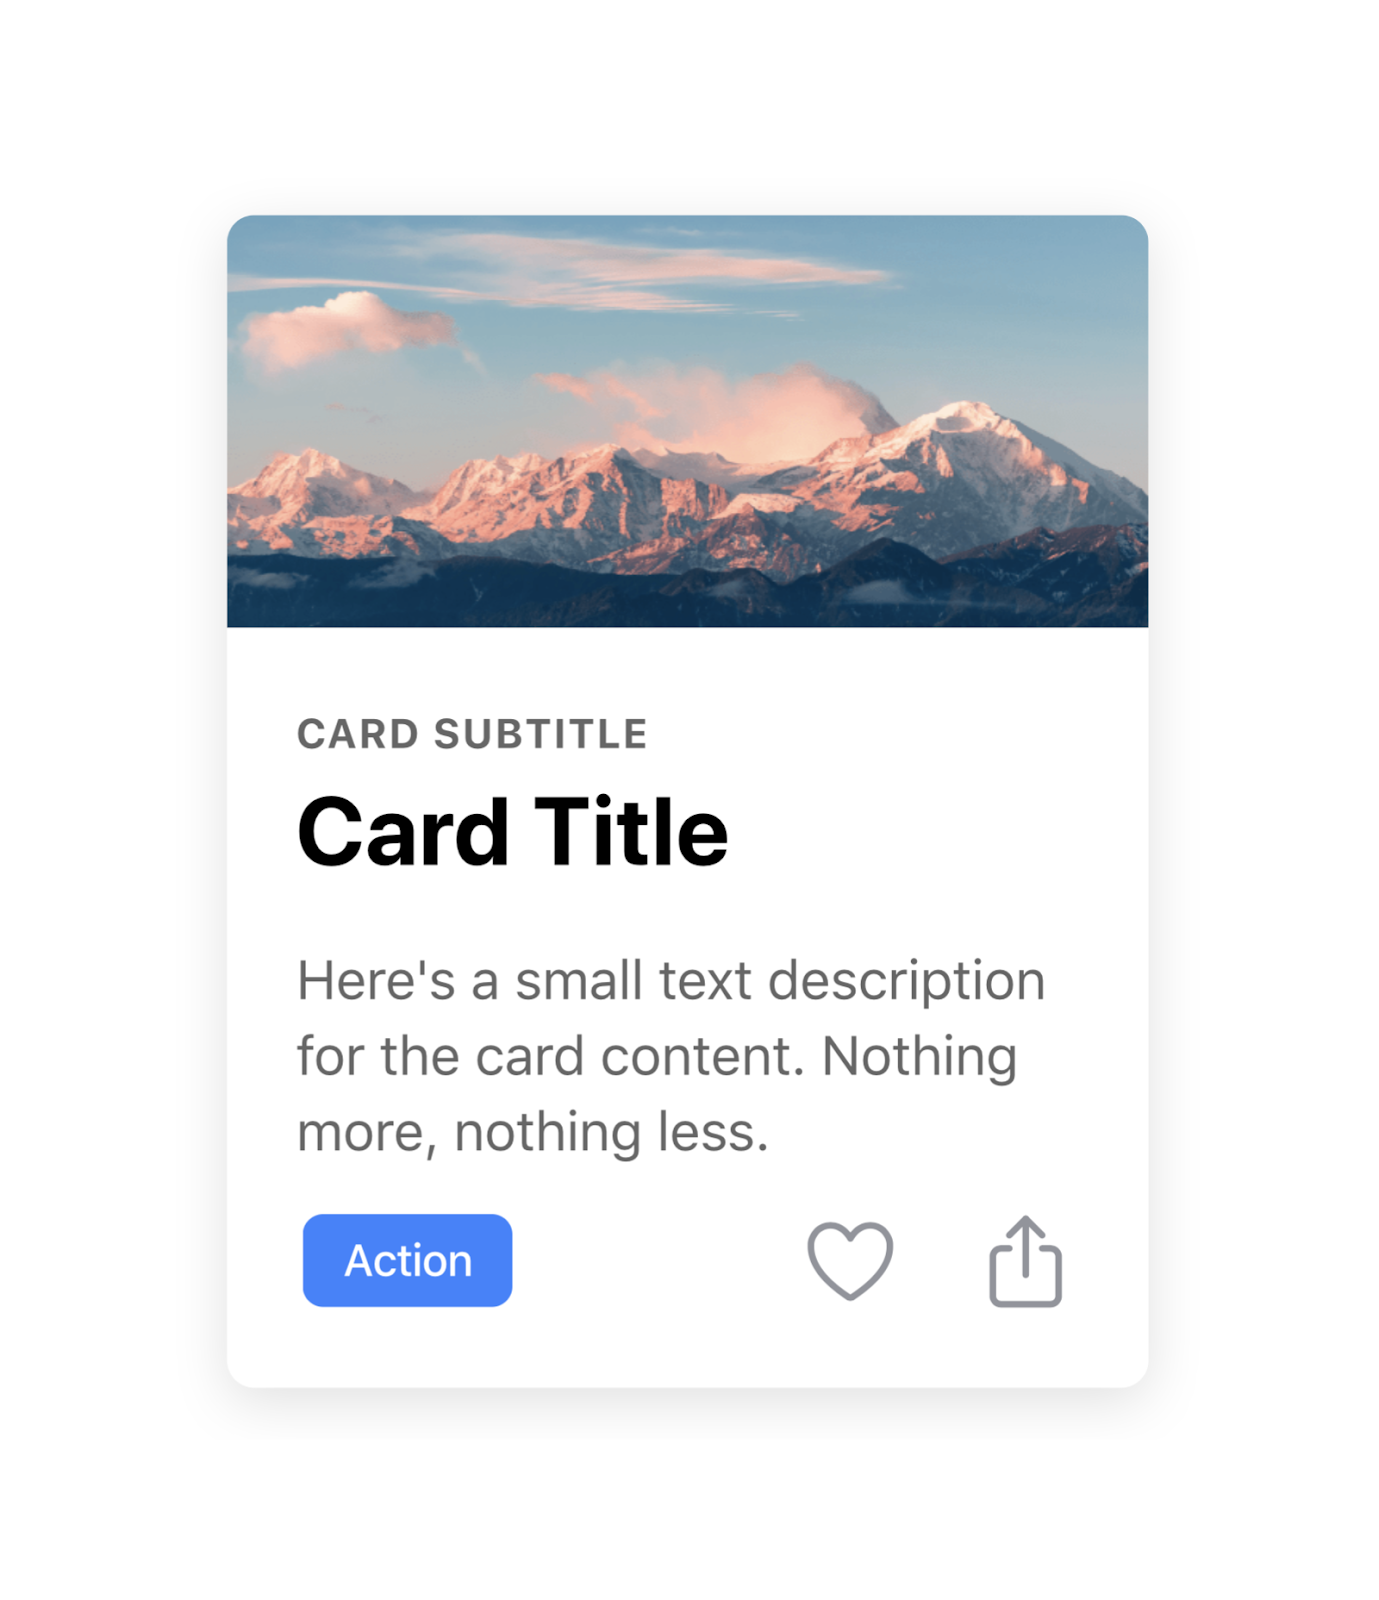 CARD SUBTITLE
Card Title
Here's a small text description
for the card content. Nothing
more, nothing less.
Action